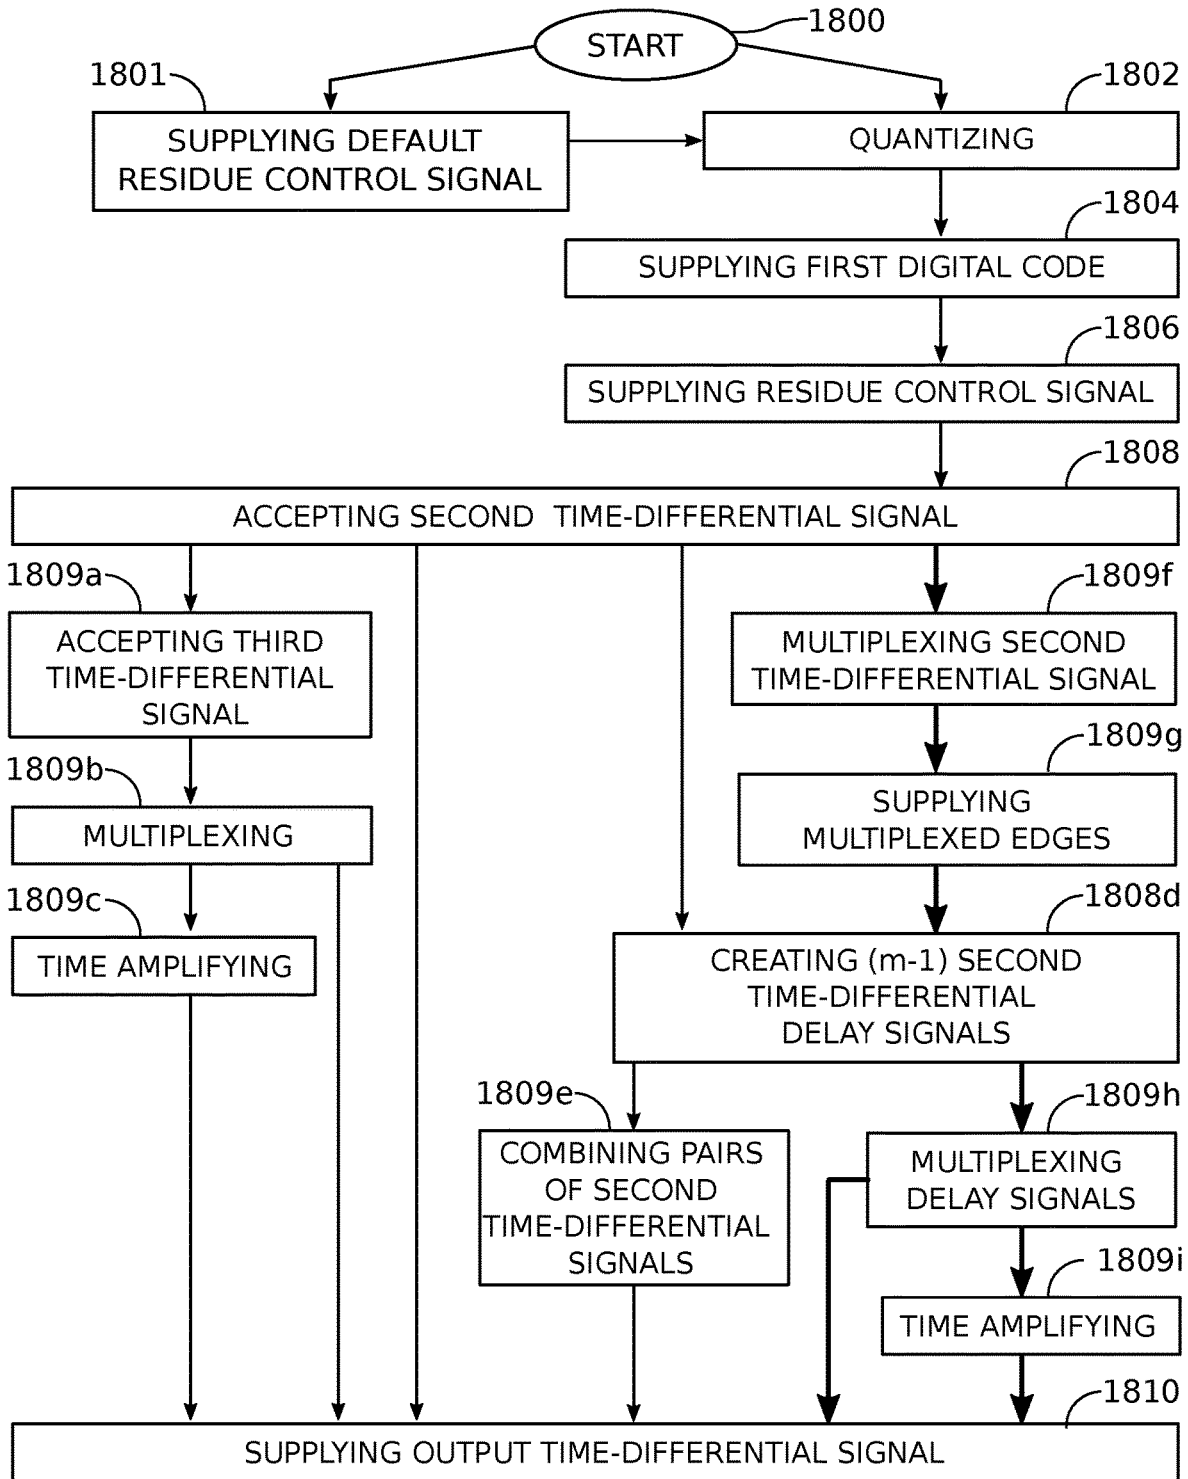 START
1800
1801
1802
SUPPLYING DEFAULT
RESIDUE CONTROL SIGNAL
QUANTIZING
1804
SUPPLYING FIRST DIGITAL CODE
1806
SUPPLYING RESIDUE CONTROL SIGNAL
1808
ACCEPTING SECOND TIME-DIFFERENTIAL SIGNAL
1809a
ACCEPTING THIRD
TIME-DIFFERENTIAL
SIGNAL
1809f
MULTIPLEXING SECOND
TIME-DIFFERENTIAL SIGNAL
1809b
MULTIPLEXING
1809g
SUPPLYING
MULTIPLEXED EDGES
1809c
TIME AMPLIFYING
1808d
CREATING (m-1) SECOND
TIME-DIFFERENTIAL
DELAY SIGNALS
1809e
COMBINING PAIRS
OF SECOND
TIME-DIFFERENTIAL
SIGNALS
1809h
MULTIPLEXING
DELAY SIGNALS
1809i
TIME AMPLIFYING
1810
SUPPLYING OUTPUT TIME-DIFFERENTIAL SIGNAL